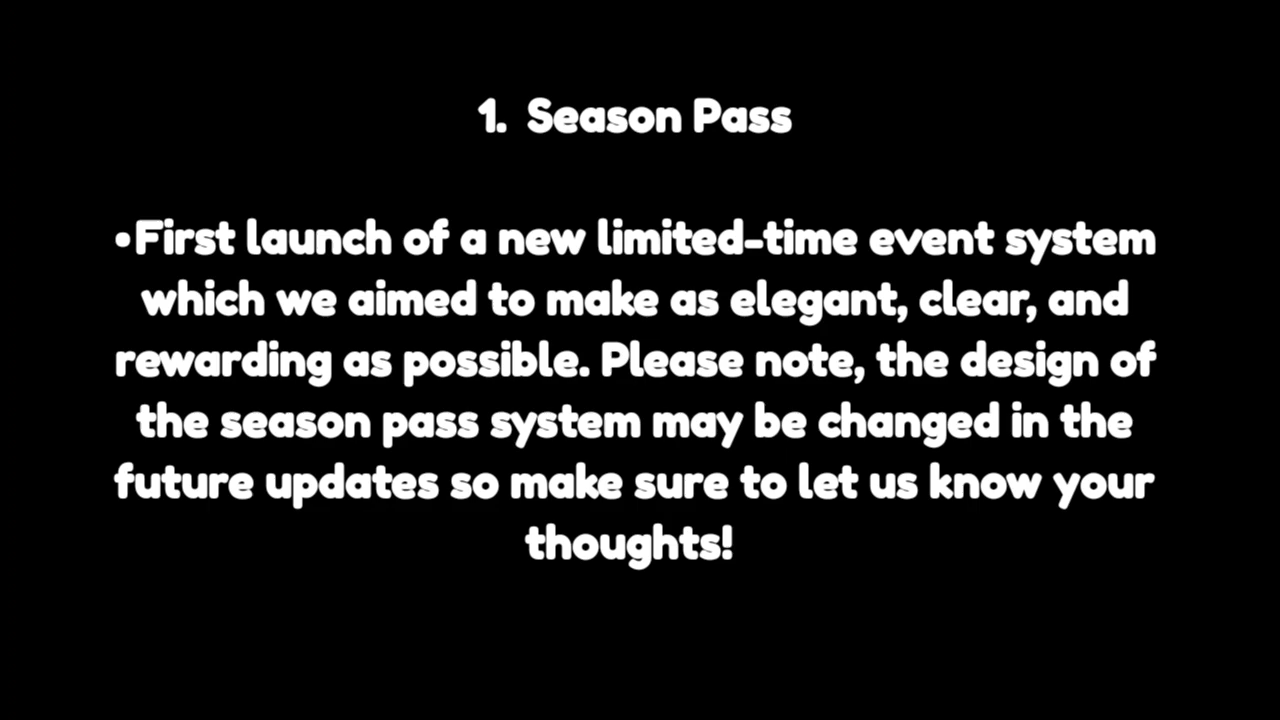 1. Season Pass
•First launch of a new limited-time event system
which we aimed to make as elegant, clear, and
rewarding as possible. Please note, the design of
the season pass system may be changed in the
future updates so make sure to let us know your
thoughts!